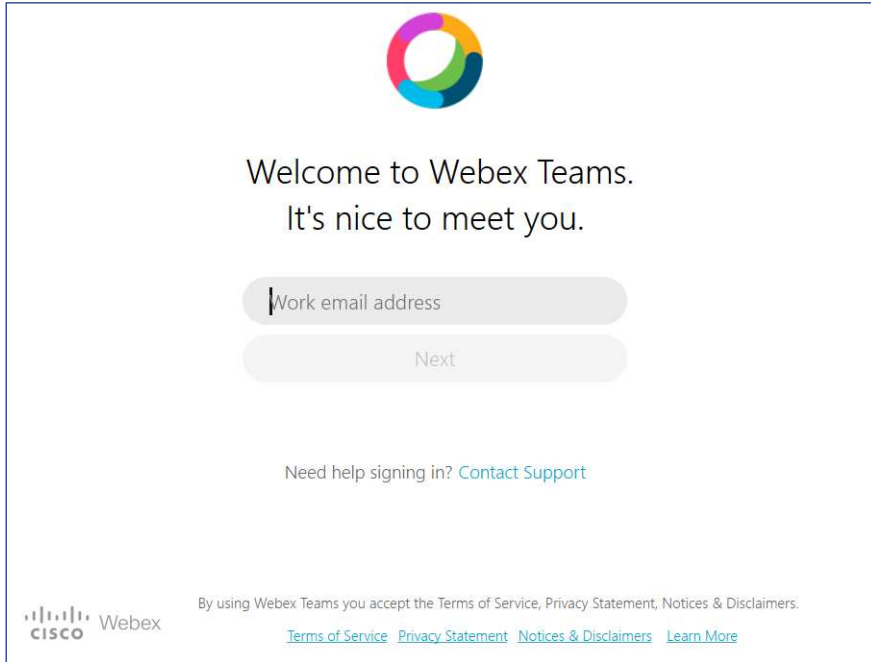 Welcome to Webex Teams.
It's nice to meet you.
Work email address
Next
Need help signing in? Contact Support
By using Webex Teams you accept the Terms of Service, Privacy Statement, Notices & Disclaimers.
CISCO Webex
Terms of Service Privacy Statement Notices & Disclaimers Learn More